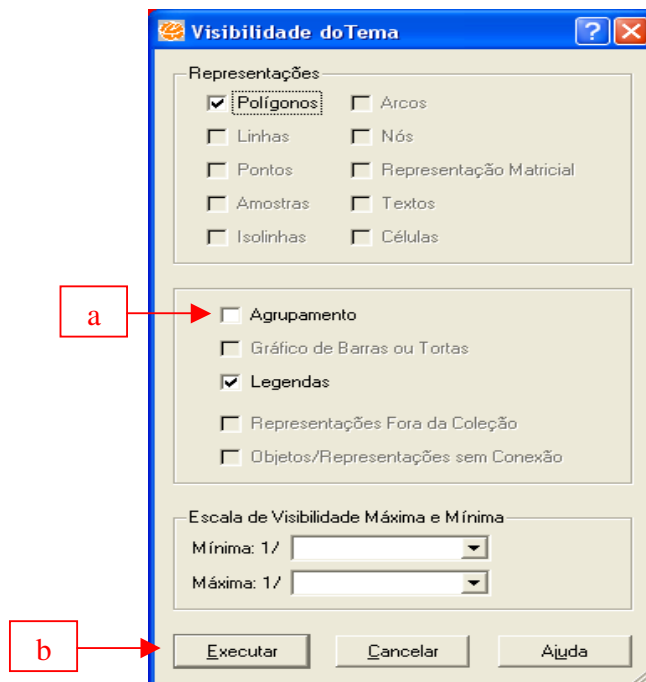 Visibilidade doTema
Representações
Polígonos Arcos
Linhas Nós
Pontos Representação Matricial
Amostras Textos
Isolinhas Células
a
Agrupamento
Gráfico de Barras ou Tortas
Legendas
Representações Fora da Coleção
Objetos/Representações sem Conexão
Escala de Visibilidade Máxima e Mínima
Mínima: 1/
Máxima: 1/
b
Executar Cancelar Ajuda